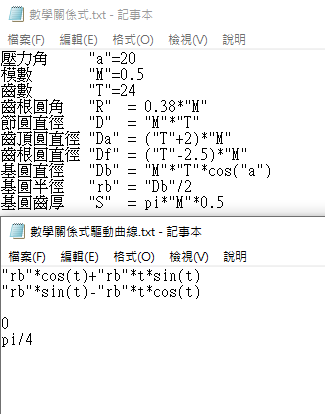 數學關係式.txt - 記事本
檔案(F) 編輯(E) 格式(O) 檢視(V) 說明
壓力角 "a"=20
模數 "M"=0.5
齒數 "T"=24
齒根圓角 "R" = 0.38*"M"
節圓直徑 "D" = "M"*"T"
齒頂圓直徑 "Da" = ("T"+2)*"M"
齒根圓直徑 "Df" = ("T"-2.5)*"M"
基圓直徑 "Db" = "M"*"T"*cos("a")
基圓半徑 "rb" = "Db"/2
基圓齒厚 "S" = pi*"M"*0.5
數學關係式驅動曲線.txt - 記事本
檔案(F) 編輯(E) 格式(O) 檢視(V) 說明
"rb"*cos(t)+"rb"*t*sin(t)
"rb"*sin(t)-"rb"*t*cos(t)
0
pi/4